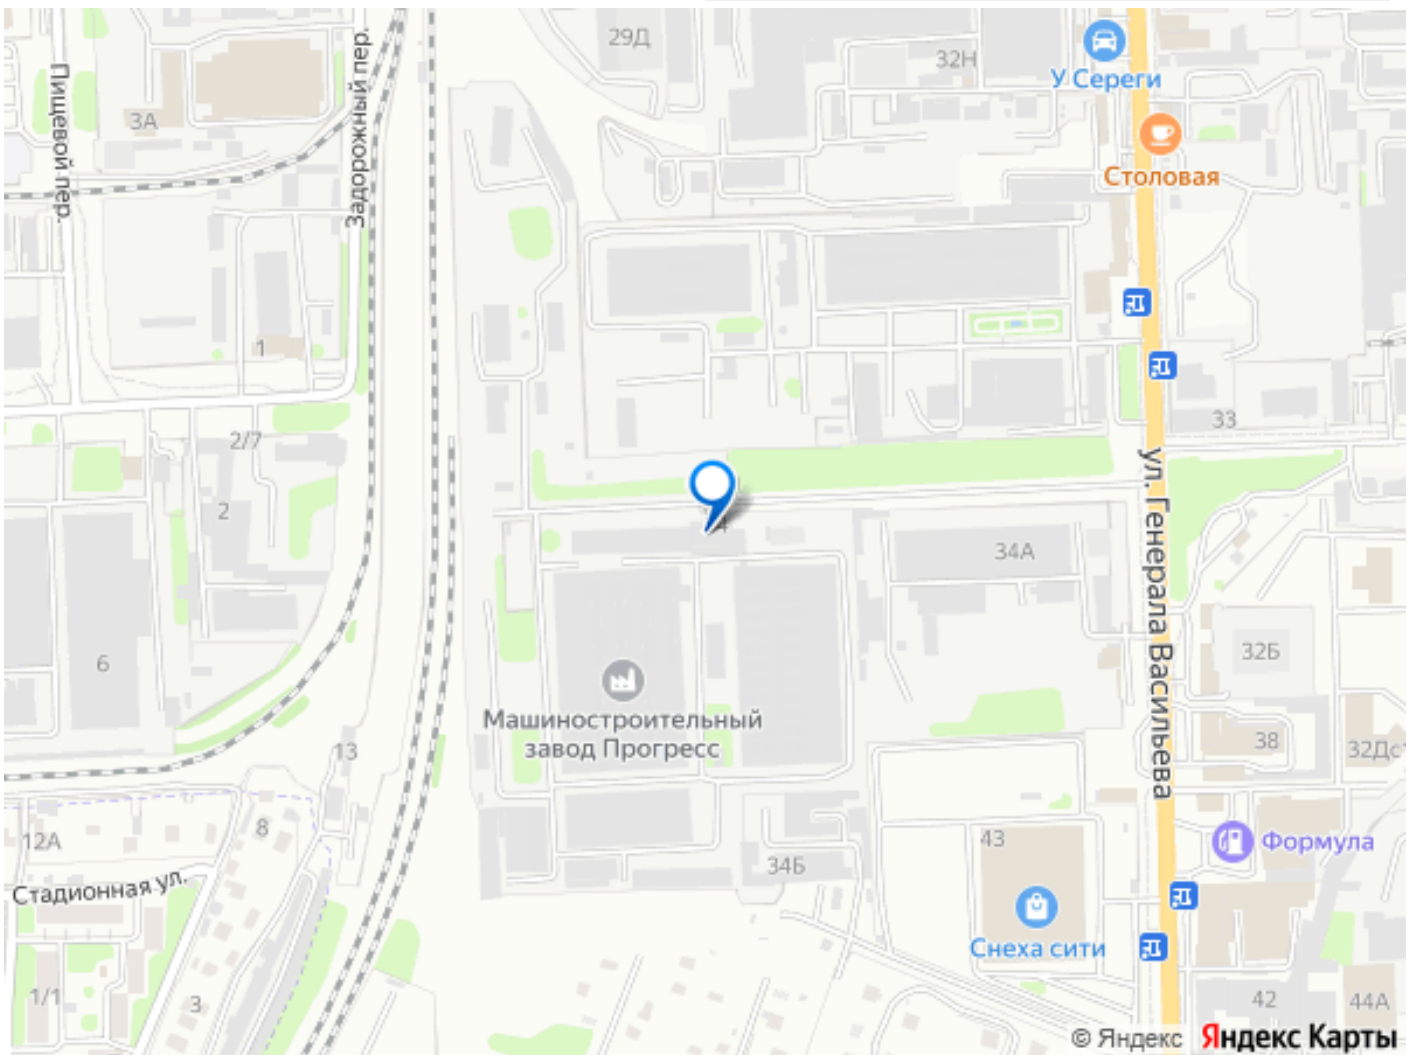 29Д
32Н
У Сереги
Пищевой пер.
3А
Задорожный пер.
Столовая
1
33
2/7
2
4
34А
ул. Генерала Васильева
6
32Б
Машиностроительный
завод Прогресс
38
13
8
12А
43
Формула
34Б
Стадионная ул.
Снеха сити
1/1
3
42
44А
© Яндекс
Яндекс Карты